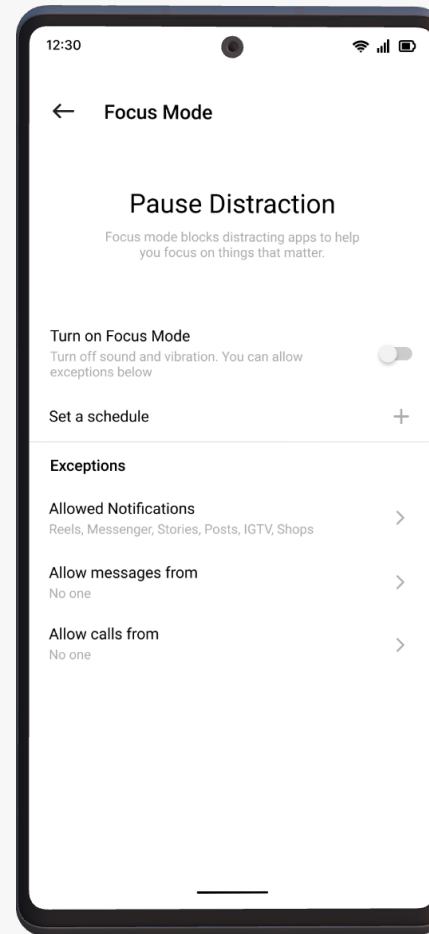 12:30
Focus Mode
Pause Distraction
Focus mode blocks distracting apps to help
you focus on things that matter.
Turn on Focus Mode
Turn off sound and vibration. You can allow
exceptions below
Set a schedule
Exceptions
Allowed Notifications
Reels, Messenger, Stories, Posts, IGTV, Shops
Allow messages from
No one
Allow calls from
No one